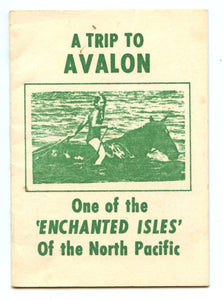 A TRIP TO
AVALON
One of the
'ENCHANTED ISLES'
Of the North Pacific